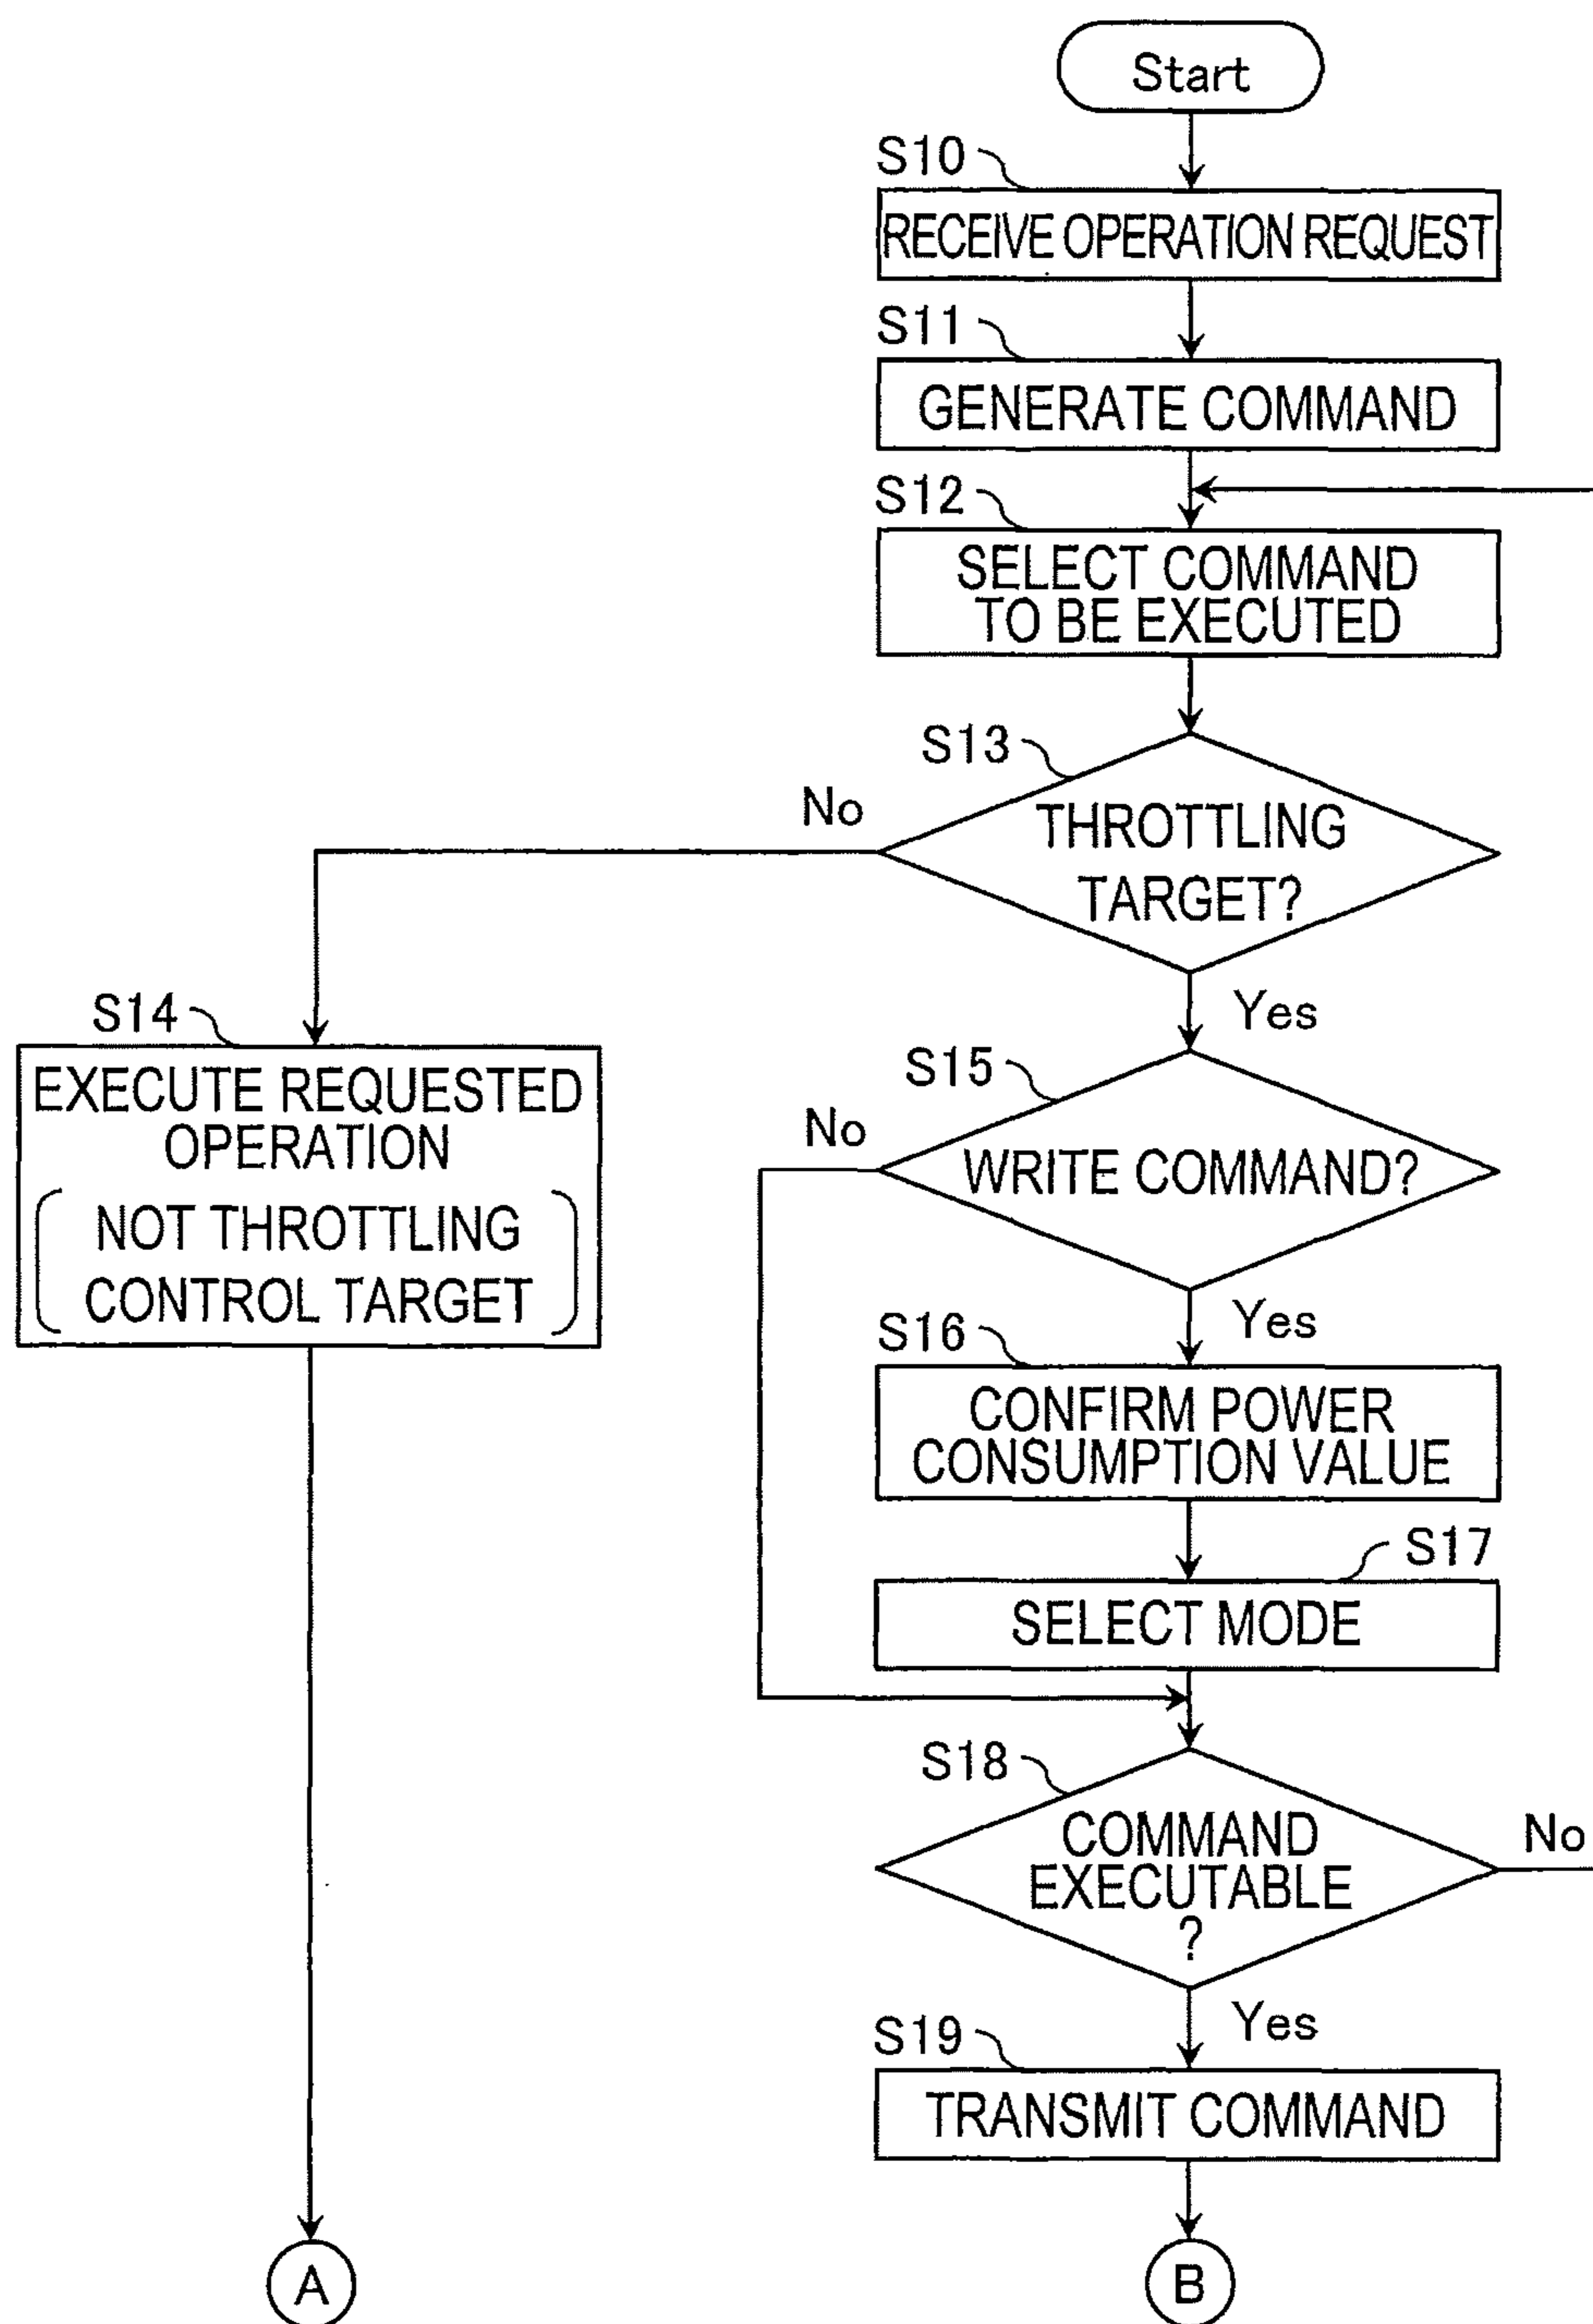 Start
S10
RECEIVE OPERATION REQUEST
S11
GENERATE COMMAND
S12
SELECT COMMAND
TO BE EXECUTED
S13
No
THROTTLING
TARGET?
Yes
S14
EXECUTE REQUESTED
OPERATION
NOT THROTTLING
CONTROL TARGET
S15
No
WRITE COMMAND?
Yes
S16
CONFIRM POWER
CONSUMPTION VALUE
S17
SELECT MODE
S18
COMMAND
EXECUTABLE
?
No
Yes
S19
TRANSMIT COMMAND
A
B